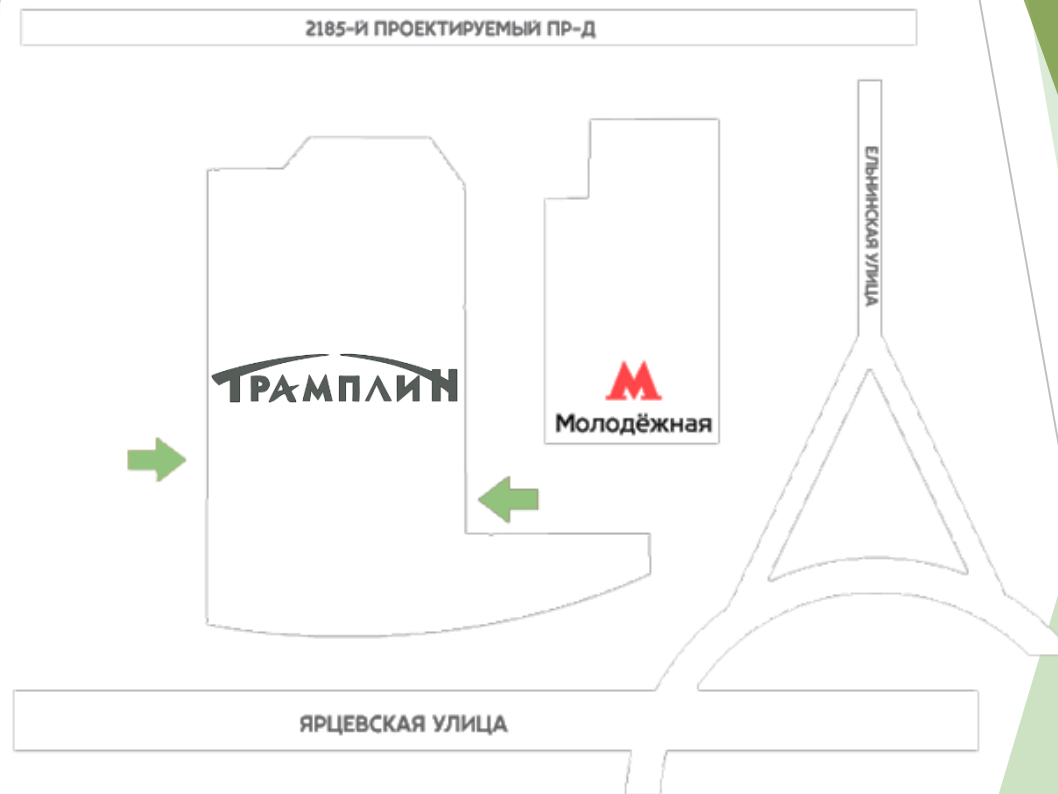 2185-Й ПРОЕКТИРУЕМЫЙ ПР-Д
ЕЛЬНИНСКАЯ УЛИЦА
ТРАМПЛИН
М
Молодёжная
ЯРЦЕВСКАЯ УЛИЦА